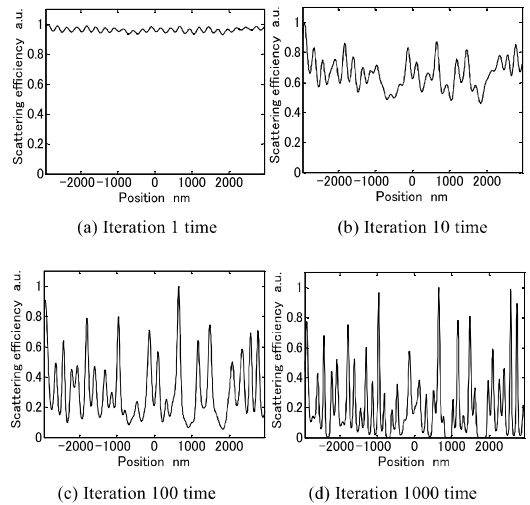 Scattering efficiency a.u.
1
0.8
0.6
0.4
0.2
0
-2000 -1000 0 1000 2000
Position nm
(a) Iteration 1 time
Scattering efficiency a.u.
1
0.8
0.6
0.4
0.2
0
-2000 -1000 0 1000 2000
Position nm
(b) Iteration 10 time
Scattering efficiency a.u.
1
0.8
0.6
0.4
0.2
0
-2000 -1000 0 1000 2000
Position nm
(c) Iteration 100 time
Scattering efficiency a.u.
1
0.8
0.6
0.4
0.2
0
-2000 -1000 0 1000 2000
Position nm
(d) Iteration 1000 time